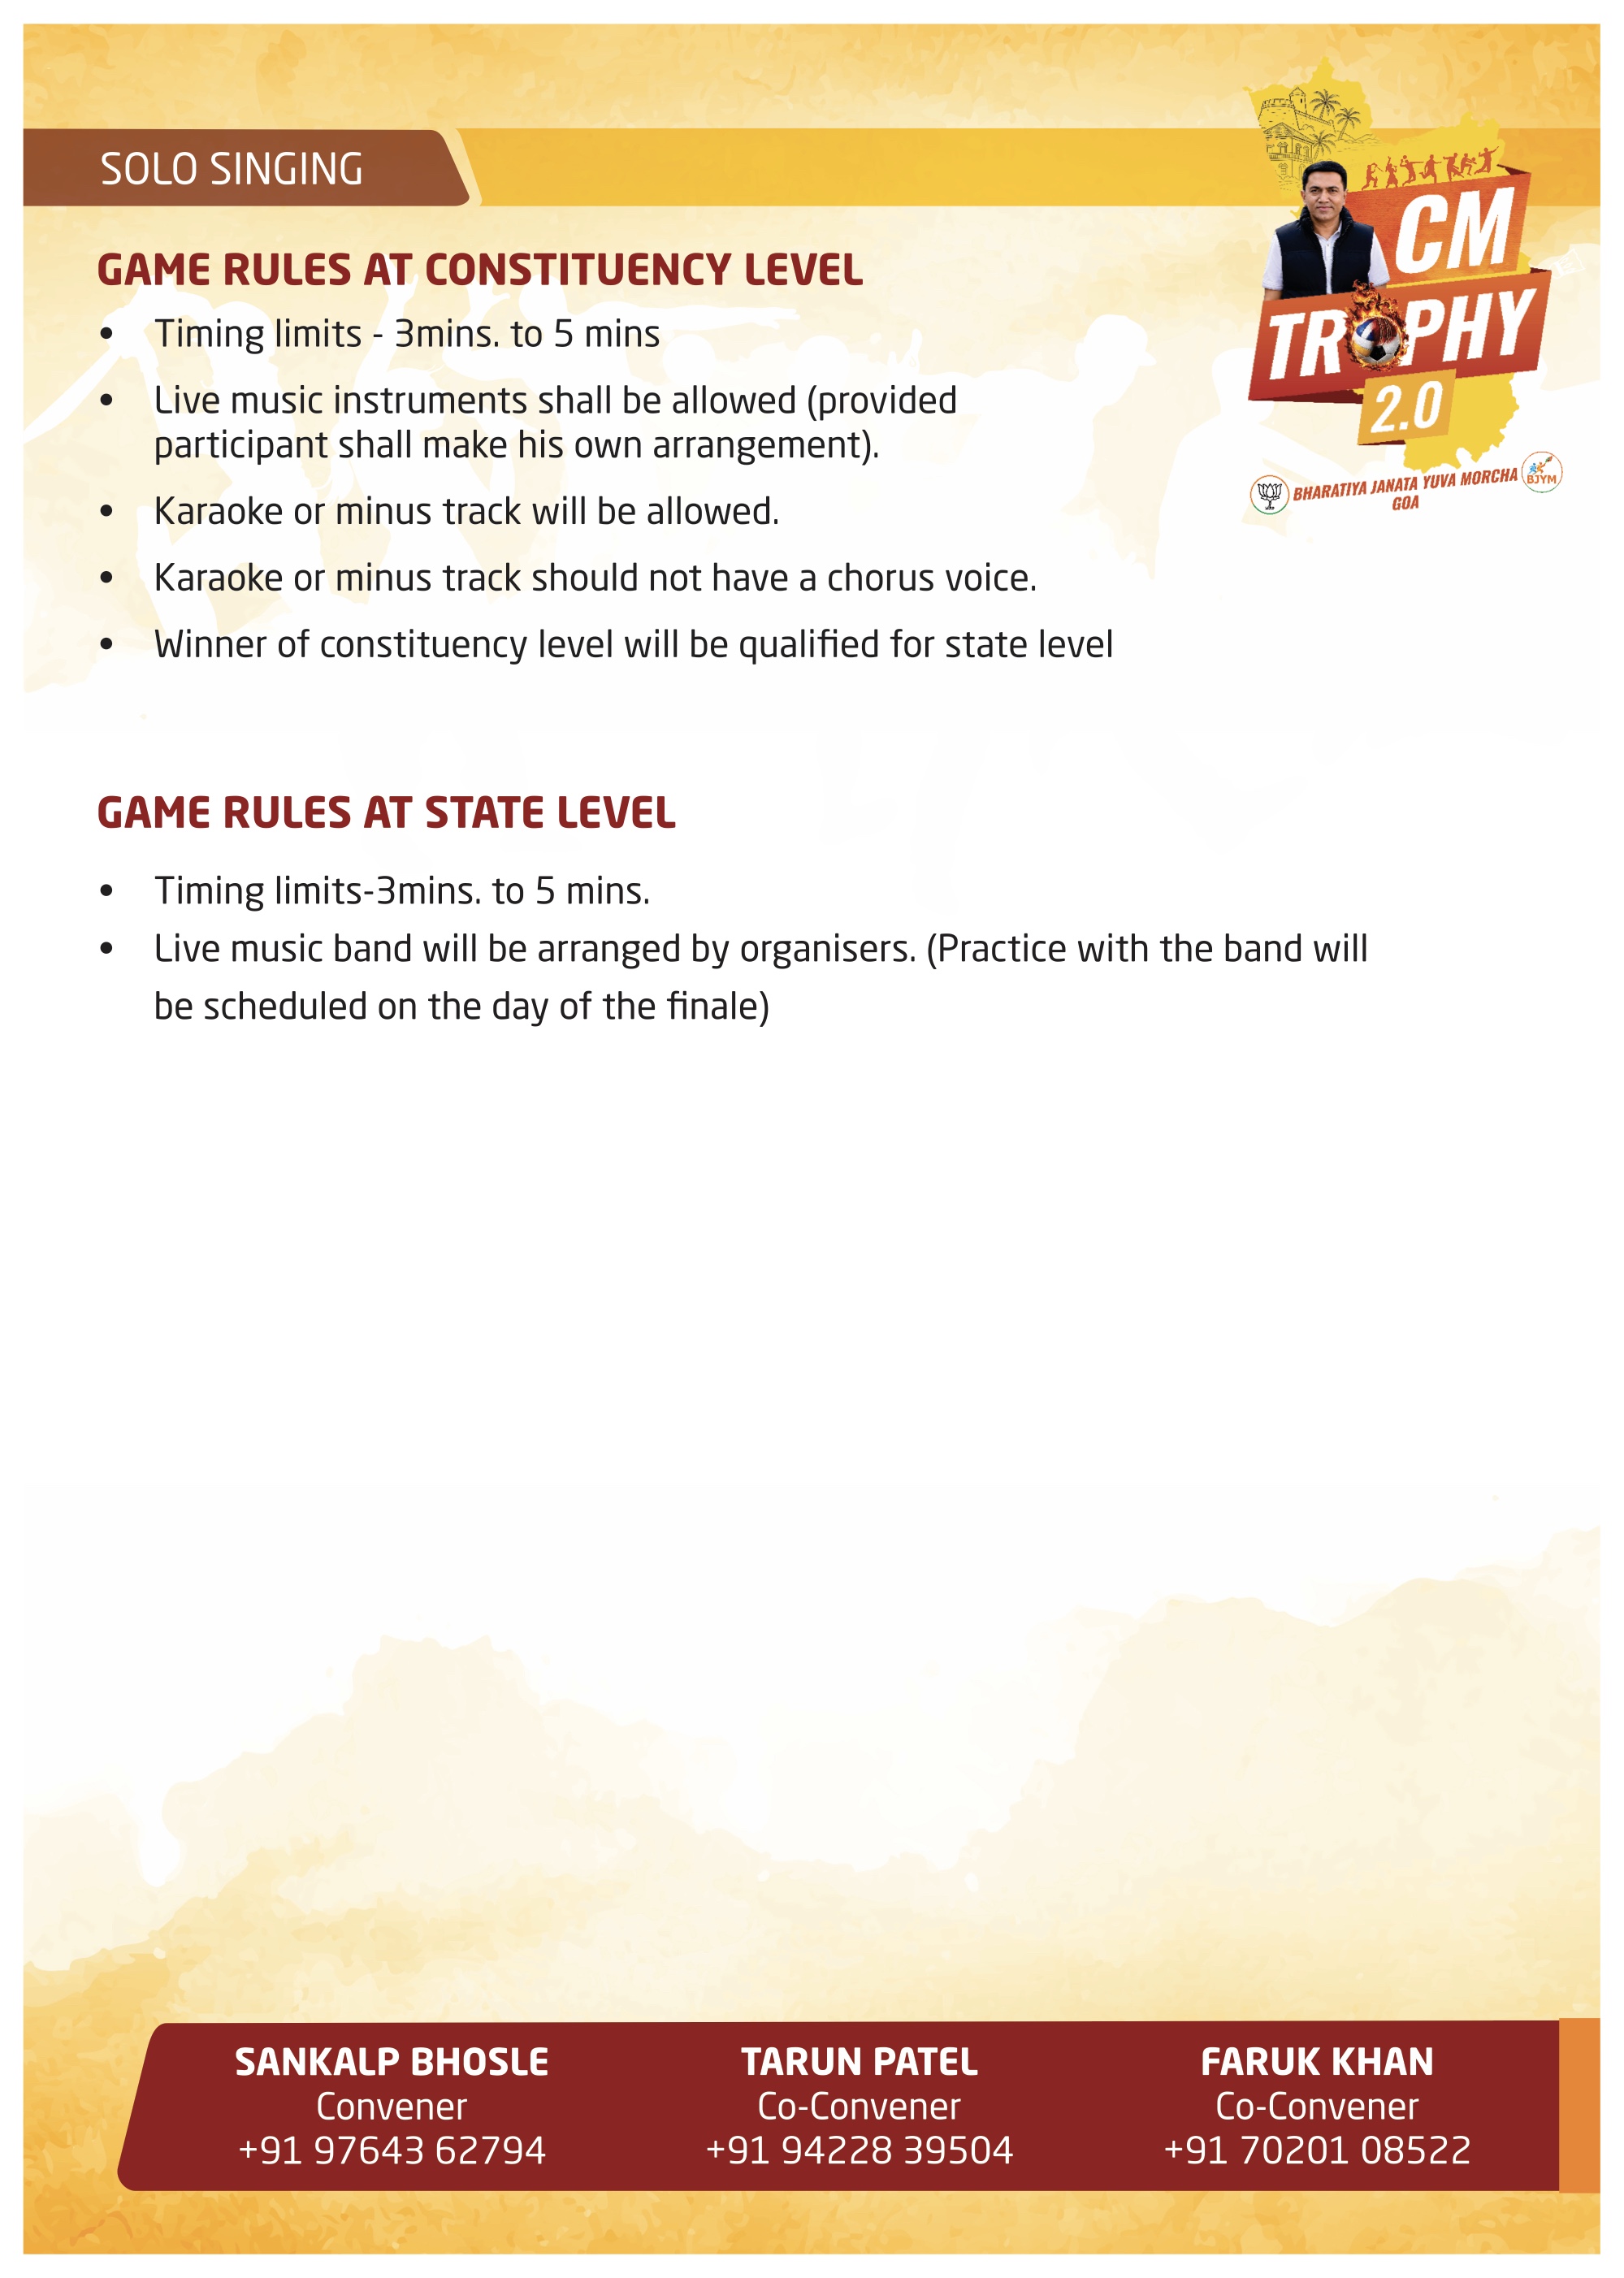 SOLO SINGING
CM
TROPHY
2.0
BHARATIYA JANATA YUVA MORCHA
GOA
BJYM
GAME RULES AT CONSTITUENCY LEVEL
• Timing limits - 3mins. to 5 mins
• Live music instruments shall be allowed (provided
participant shall make his own arrangement).
• Karaoke or minus track will be allowed.
• Karaoke or minus track should not have a chorus voice.
• Winner of constituency level will be qualified for state level
GAME RULES AT STATE LEVEL
• Timing limits-3mins. to 5 mins.
• Live music band will be arranged by organisers. (Practice with the band will
be scheduled on the day of the finale)
SANKALP BHOSLE
Convener
+91 97643 62794
TARUN PATEL
Co-Convener
+91 94228 39504
FARUK KHAN
Co-Convener
+91 70201 08522